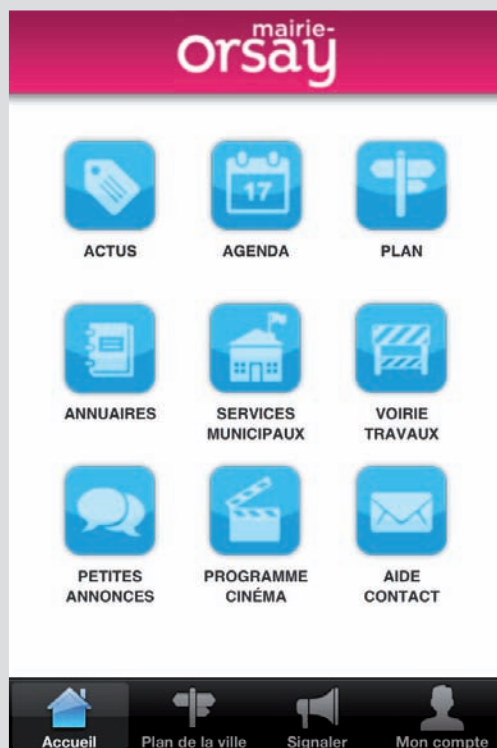 mairie-
orsay
17
ACTUS
AGENDA
PLAN
ANNUAIRES
SERVICES
MUNICIPAUX
VOIRIE
TRAVAUX
PETITES
ANNONCES
PROGRAMME
CINÉMA
AIDE
CONTACT
Accueil
Plan de la ville
Signaler
Mon compte